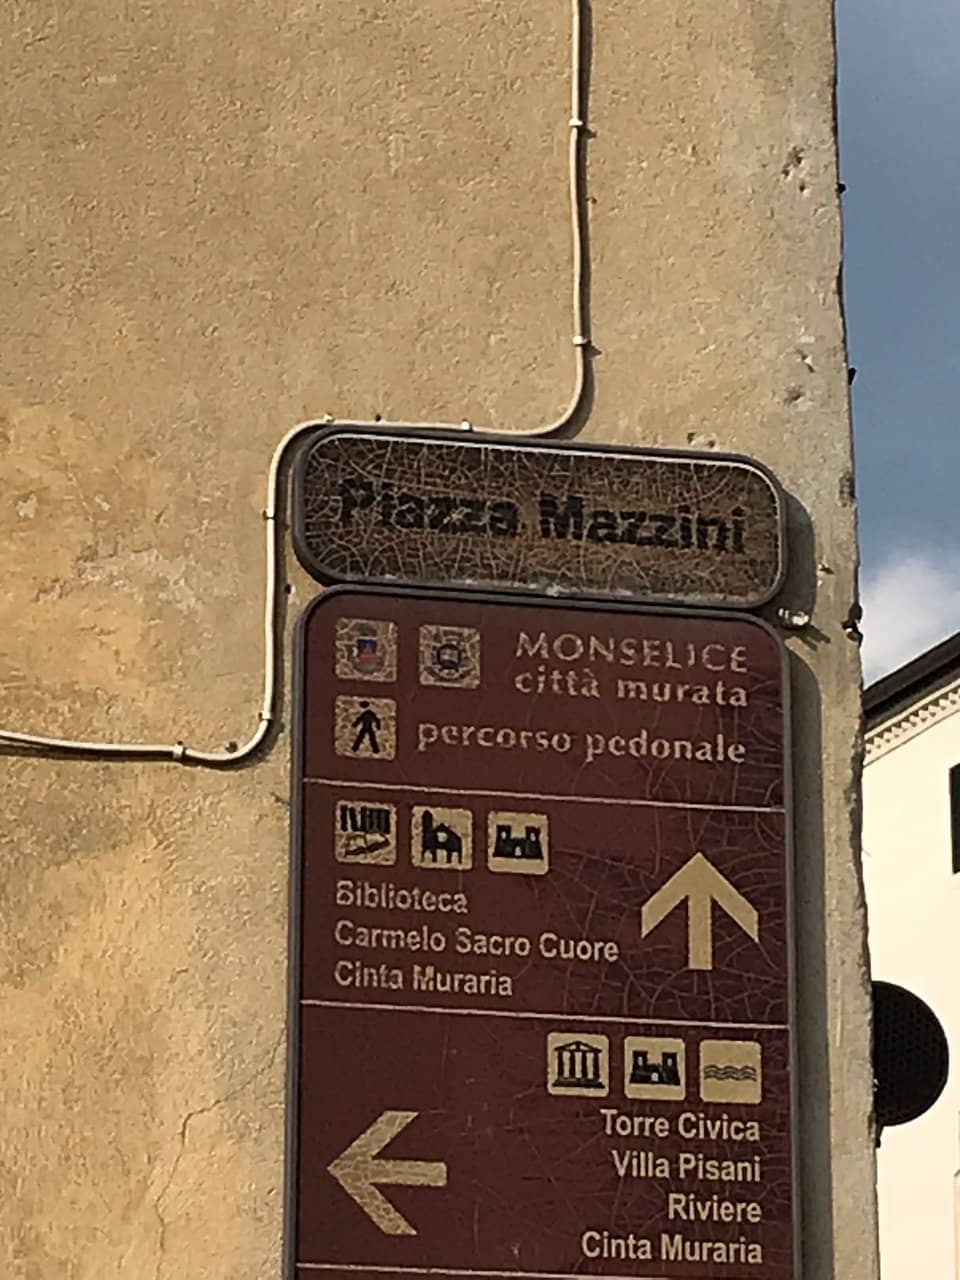 Piazza Mazzini
MONSELICE
città murata
percorso pedonale
Biblioteca
Carmelo Sacro Cuore
Cinta Muraria
Torre Civica
Villa Pisani
Riviere
Cinta Muraria